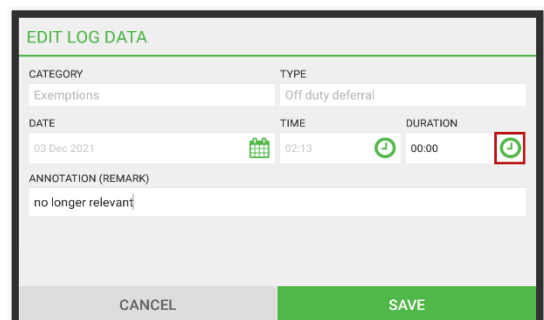 EDIT LOG DATA
CATEGORY TYPE
Exemptions Off duty deferral
DATE TIME DURATION
03 Dec 2021 02:13 00:00
ANNOTATION (REMARK)
no longer relevant
CANCEL SAVE